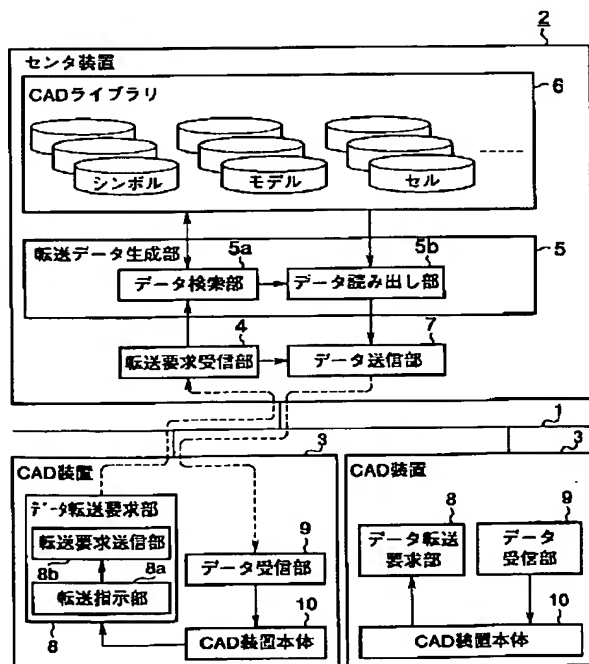 2
センタ装置
CADライブラリ
6
シンボル
モデル
セル
転送データ生成部
5
5a
データ検索部
5b
データ読み出し部
4
転送要求受信部
7
データ送信部
1
3
CAD装置
データ転送要求部
転送要求送信部
8b
8a
転送指示部
8
9
データ受信部
10
CAD装置本体
3
CAD装置
8
データ転送
要求部
9
データ
受信部
10
CAD装置本体